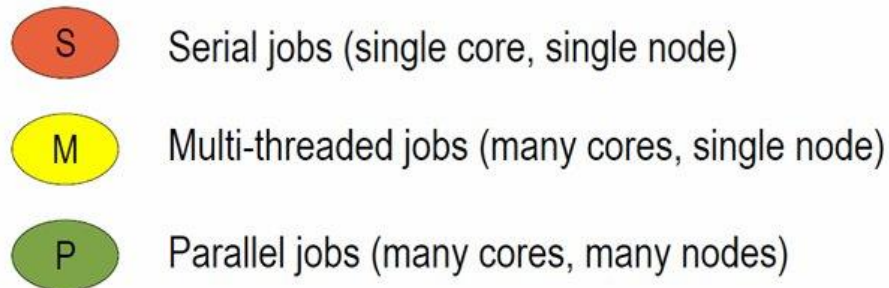 S Serial jobs (single core, single node)
M Multi-threaded jobs (many cores, single node)
P Parallel jobs (many cores, many nodes)